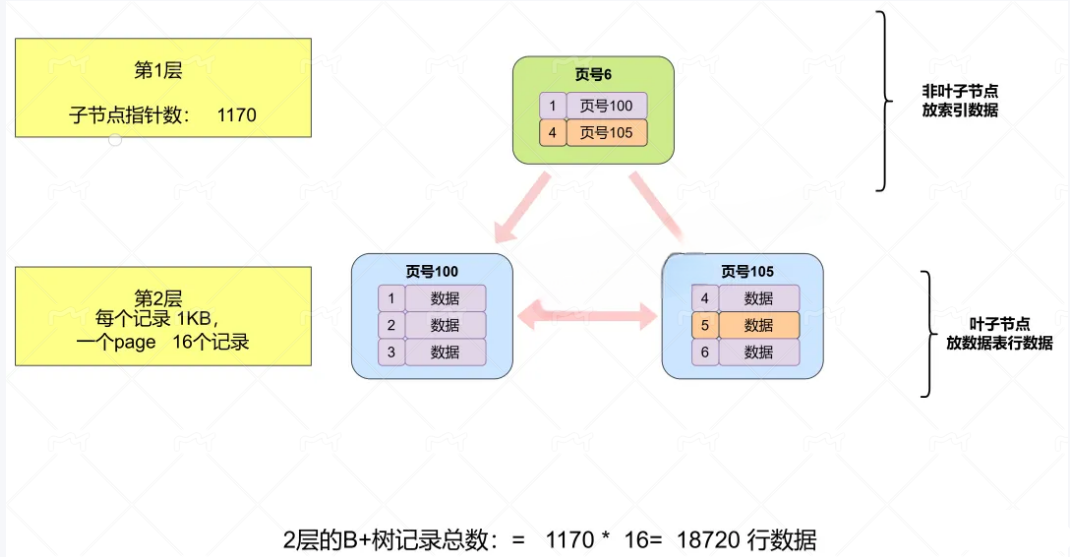 第1层
子节点指针数： 1170
页号6
1 页号100
4 页号105
非叶子节点
放索引数据
第2层
每个记录 1KB，
一个page 16个记录
页号100
1 数据
2 数据
3 数据
页号105
4 数据
5 数据
6 数据
叶子节点
放数据表行数据
2层的B+树记录总数：= 1170 * 16= 18720 行数据